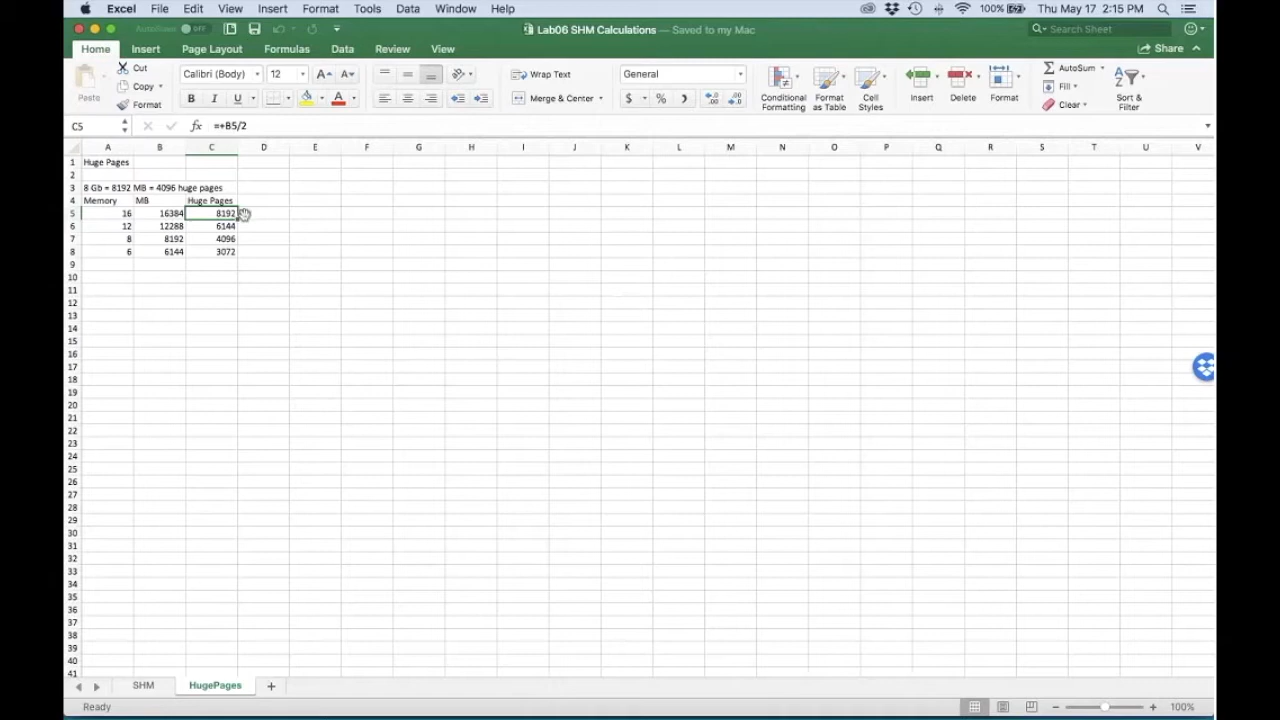 Excel File Edit View Insert Format Tools Data Window Help 100% Thu May 17 2:15 PM
AutoSave OFF Lab06 SHM Calculations — Saved to my Mac Search Sheet
Home Insert Page Layout Formulas Data Review View Share
Paste Cut Copy Format
Calibri (Body) 12 A A
B I U A
Wrap Text
Merge & Center
General
$ % )
Conditional Formatting
Format as Table
Cell Styles
Insert Delete Format
AutoSum
Fill
Clear
Sort & Filter
C5 fx =+B5/2
A B C D E F G H I J K L M N O P Q R S T U V
1 Huge Pages
2
3 8 Gb = 8192 MB = 4096 huge pages
4 Memory MB Huge Pages
5 16 16384 8192
6 12 12288 6144
7 8 8192 4096
8 6 6144 3072
9
10
11
12
13
14
15
16
17
18
19
20
21
22
23
24
25
26
27
28
29
30
31
32
33
34
35
36
37
38
39
40
41
SHM HugePages +
Ready 100%